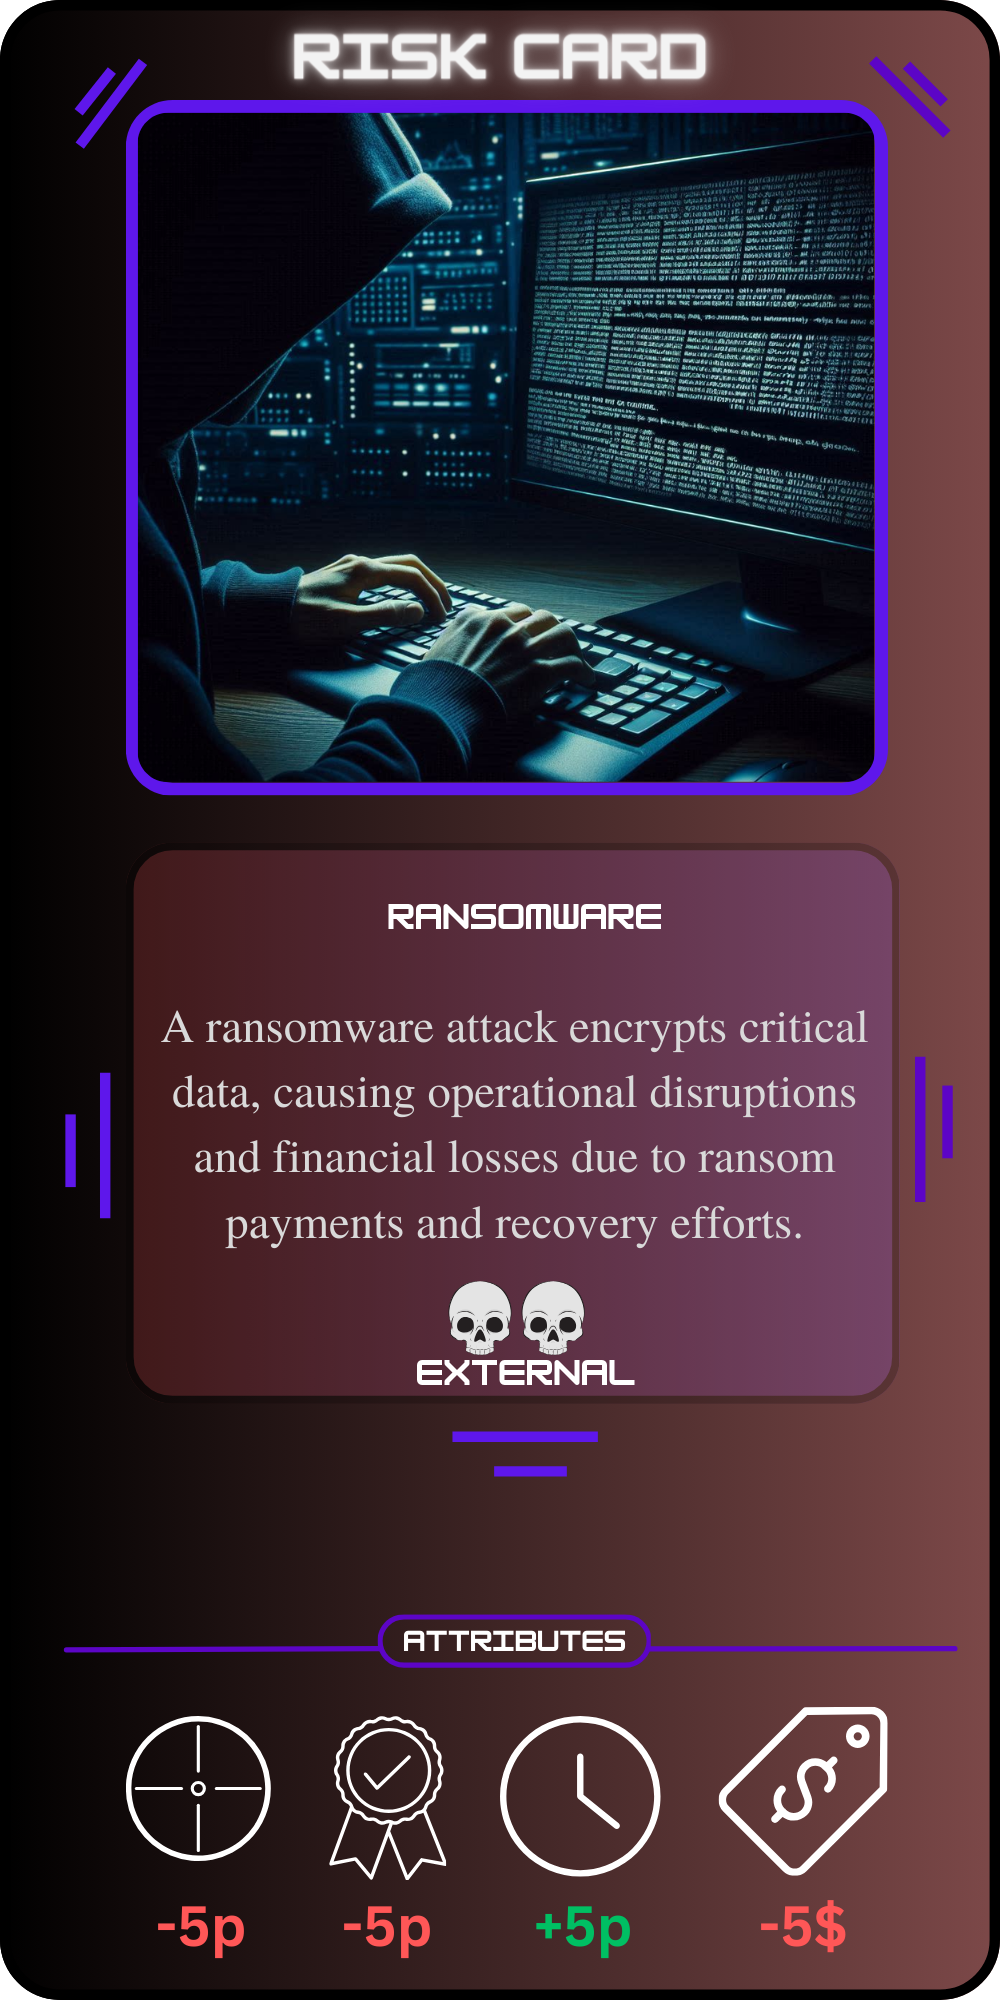 RISK CARD
RANSOMWARE
A ransomware attack encrypts critical
data, causing operational disruptions
and financial losses due to ransom
payments and recovery efforts.
EXTERNAL
ATTRIBUTES
-5p -5p +5p -5$